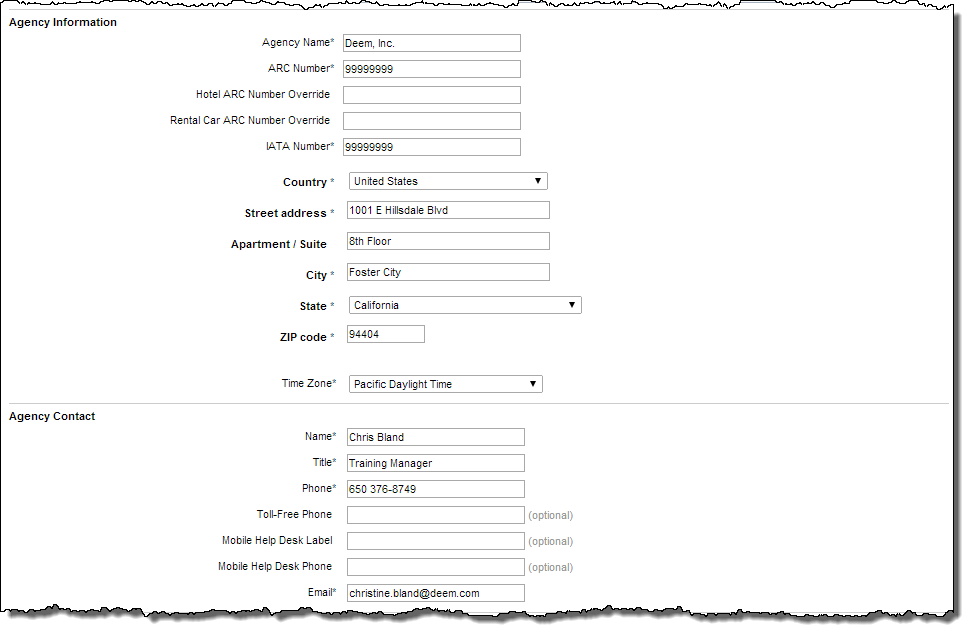 Agency Information
Agency Name* Deem, Inc.
ARC Number* 99999999
Hotel ARC Number Override
Rental Car ARC Number Override
IATA Number* 99999999
Country * United States
Street address * 1001 E Hillsdale Blvd
Apartment / Suite 8th Floor
City * Foster City
State * California
ZIP code * 94404
Time Zone* Pacific Daylight Time
Agency Contact
Name* Chris Bland
Title* Training Manager
Phone* 650 376-8749
Toll-Free Phone (optional)
Mobile Help Desk Label (optional)
Mobile Help Desk Phone (optional)
Email* christine.bland@deem.com